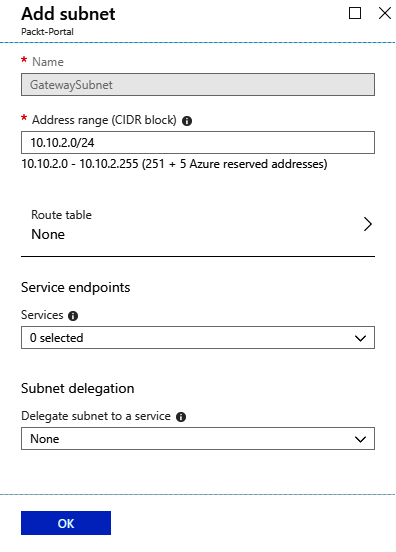 Add subnet
Packt-Portal
* Name
GatewaySubnet
* Address range (CIDR block)
10.10.2.0/24
10.10.2.0 - 10.10.2.255 (251 + 5 Azure reserved addresses)
Route table
None
Service endpoints
Services
0 selected
Subnet delegation
Delegate subnet to a service
None
OK